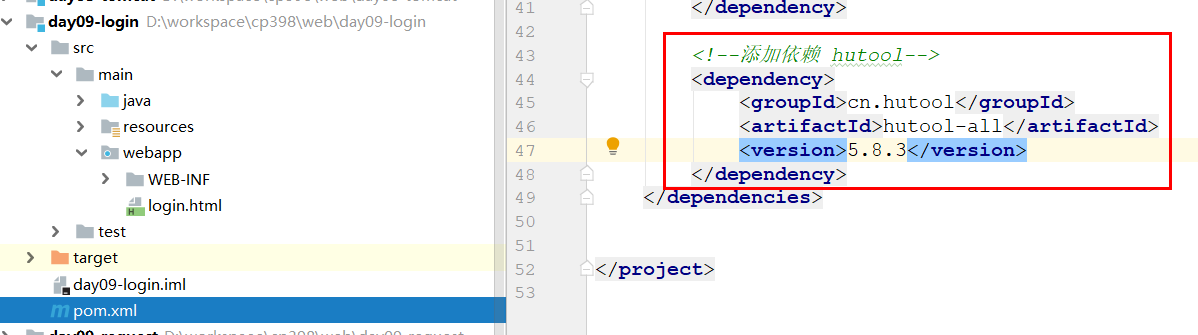 day09-login D:\workspace\cp398\web\day09-login
src
main
java
resources
webapp
WEB-INF
login.html
test
target
day09-login.iml
pom.xml
41 </dependency>
42
43 <!--添加依赖 hutool-->
44 <dependency>
45 <groupId>cn.hutool</groupId>
46 <artifactId>hutool-all</artifactId>
47 <version>5.8.3</version>
48 </dependency>
49 </dependencies>
50
51
52 </project>
53